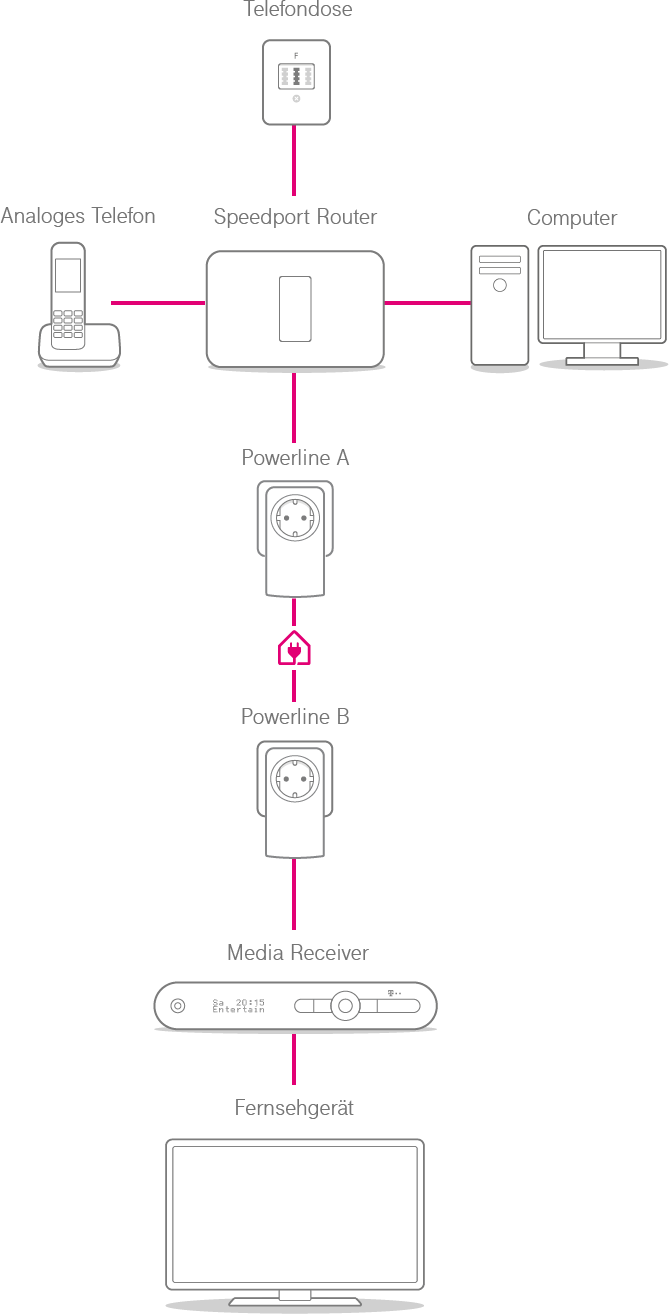 Telefondose
F
Analoges Telefon
Speedport Router
Computer
Powerline A
Powerline B
Media Receiver
Sa 20:15
Entertain
T
Fernsehgerät